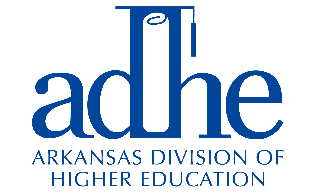 adhe
ARKANSAS DIVISION OF
HIGHER EDUCATION